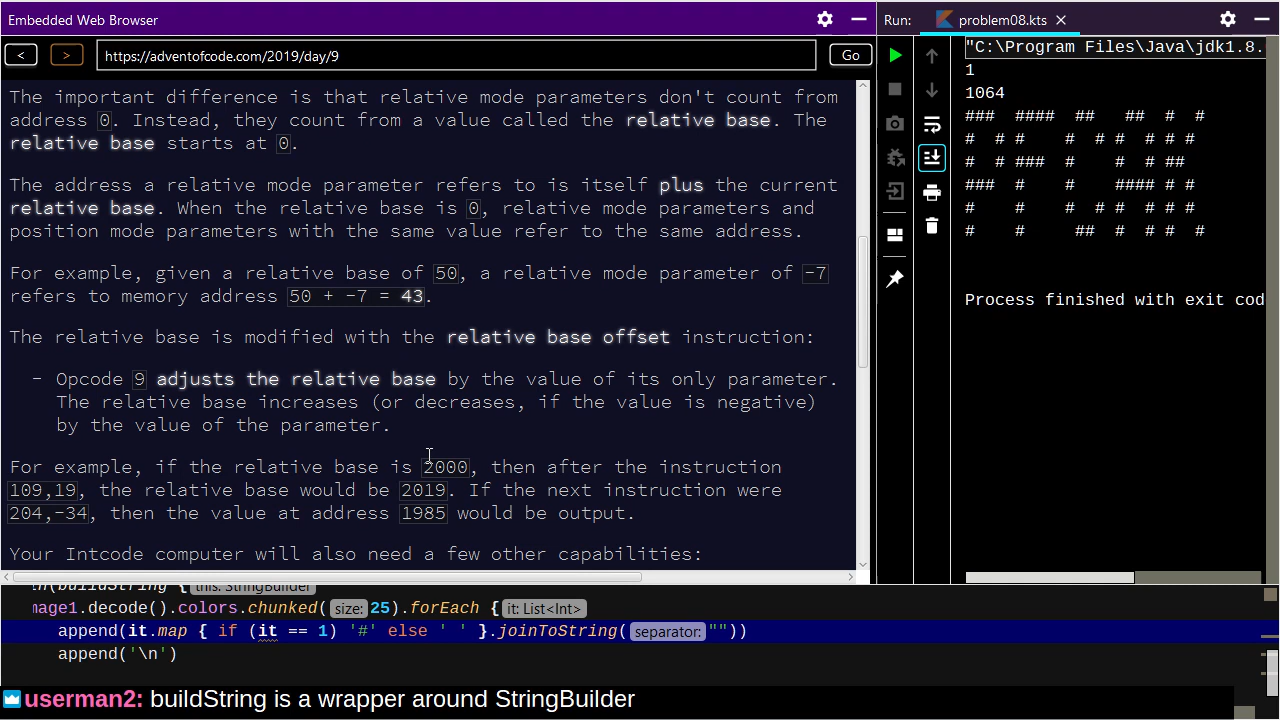 Embedded Web Browser
< > https://adventofcode.com/2019/day/9 Go
The important difference is that relative mode parameters don't count from
address 0. Instead, they count from a value called the relative base. The
relative base starts at 0.
The address a relative mode parameter refers to is itself plus the current
relative base. When the relative base is 0, relative mode parameters and
position mode parameters with the same value refer to the same address.
For example, given a relative base of 50, a relative mode parameter of -7
refers to memory address 50 + -7 = 43.
The relative base is modified with the relative base offset instruction:
- Opcode 9 adjusts the relative base by the value of its only parameter.
The relative base increases (or decreases, if the value is negative)
by the value of the parameter.
For example, if the relative base is 2000, then after the instruction
109,19, the relative base would be 2019. If the next instruction were
204,-34, then the value at address 1985 would be output.
Your Intcode computer will also need a few other capabilities:
Run: problem08.kts
"C:\Program Files\Java\jdk1.8.
1
1064
###  ####  ##   ##  #  #
#  # #    #  # #  # # #
#  # ###  #    #  # ##
###  #    #    #### # #
#    #    #  # #  # # #
#    #     ##  #  # #  #
Process finished with exit cod
(buildString { this: StringBuilder
mage1.decode().colors.chunked( size: 25).forEach { it: List<Int>
append(it.map { if (it == 1) '#' else ' ' }.joinToString( separator: ""))
append('\n')
userman2: buildString is a wrapper around StringBuilder